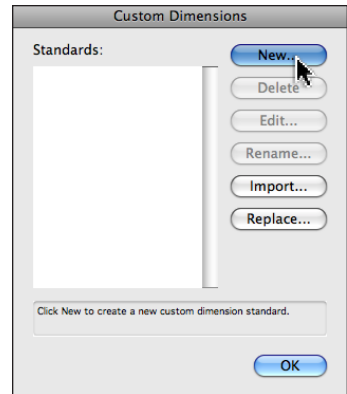 Custom Dimensions
Standards:
New...
Delete
Edit...
Rename...
Import...
Replace...
Click New to create a new custom dimension standard.
OK